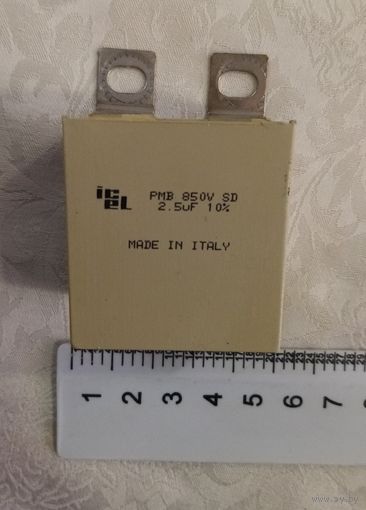 icEL PMB 850V SD
2.5uF 10%
MADE IN ITALY
1 2 3 4 5 6 7